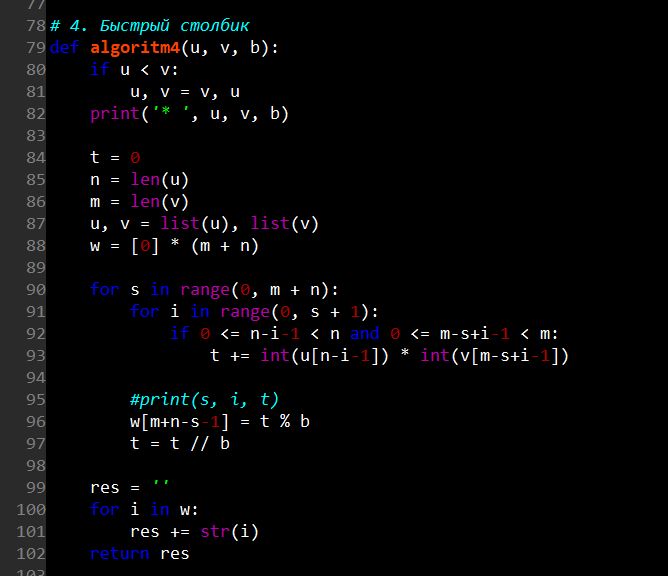 77
78 # 4. Быстрый столбик
79 def algoritm4(u, v, b):
80     if u < v:
81         u, v = v, u
82     print('* ', u, v, b)
83
84     t = 0
85     n = len(u)
86     m = len(v)
87     u, v = list(u), list(v)
88     w = [0] * (m + n)
89
90     for s in range(0, m + n):
91         for i in range(0, s + 1):
92             if 0 <= n-i-1 < n and 0 <= m-s+i-1 < m:
93                 t += int(u[n-i-1]) * int(v[m-s+i-1])
94
95         #print(s, i, t)
96         w[m+n-s-1] = t % b
97         t = t // b
98
99     res = ''
100     for i in w:
101         res += str(i)
102     return res
103